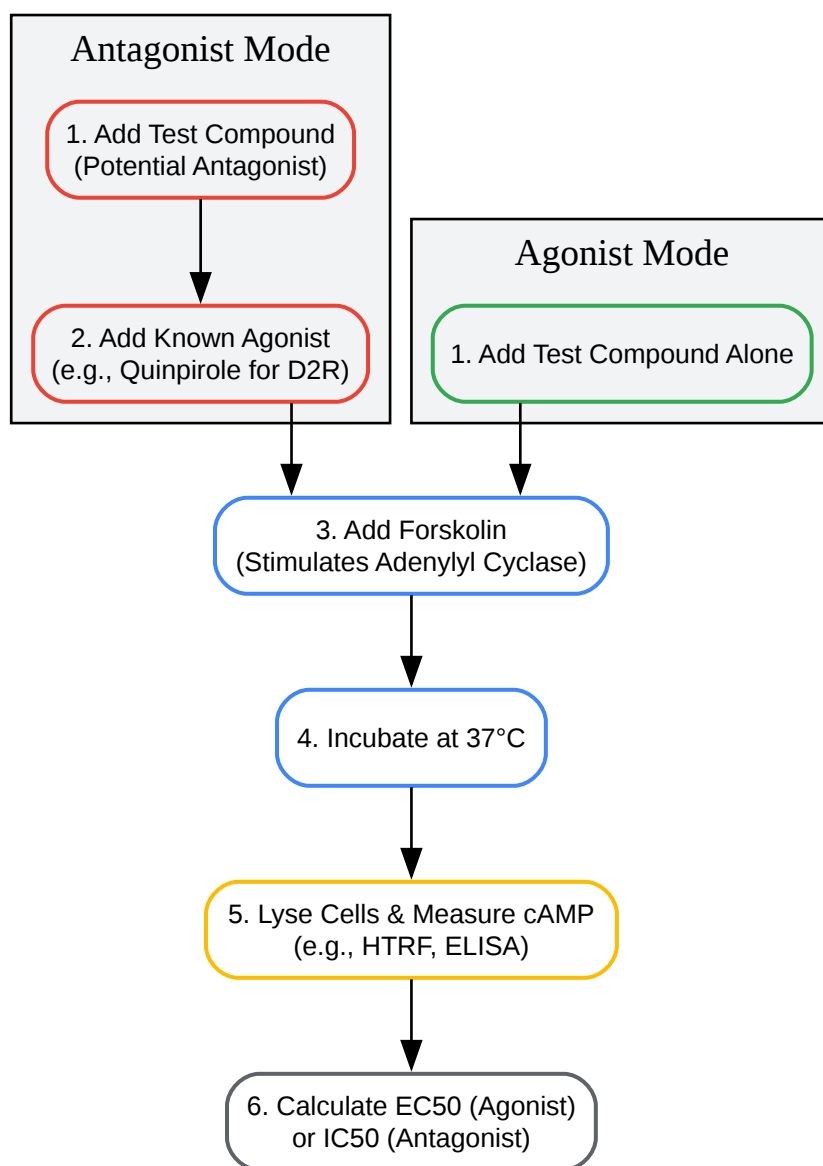 Antagonist Mode
1. Add Test Compound
(Potential Antagonist)
2. Add Known Agonist
(e.g., Quinpirole for D2R)
Agonist Mode
1. Add Test Compound Alone
3. Add Forskolin
(Stimulates Adenylyl Cyclase)
4. Incubate at 37°C
5. Lyse Cells & Measure cAMP
(e.g., HTRF, ELISA)
6. Calculate EC50 (Agonist)
or IC50 (Antagonist)